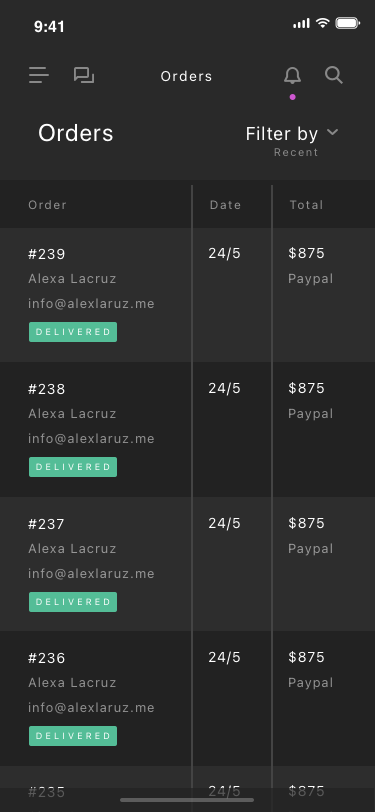 9:41
Orders
Orders
Filter by
Recent
Order Date Total
#239 24/5 $875
Alexa Lacruz Paypal
info@alexlaruz.me
DELIVERED
#238 24/5 $875
Alexa Lacruz Paypal
info@alexlaruz.me
DELIVERED
#237 24/5 $875
Alexa Lacruz Paypal
info@alexlaruz.me
DELIVERED
#236 24/5 $875
Alexa Lacruz Paypal
info@alexlaruz.me
DELIVERED
#235 24/5 $875